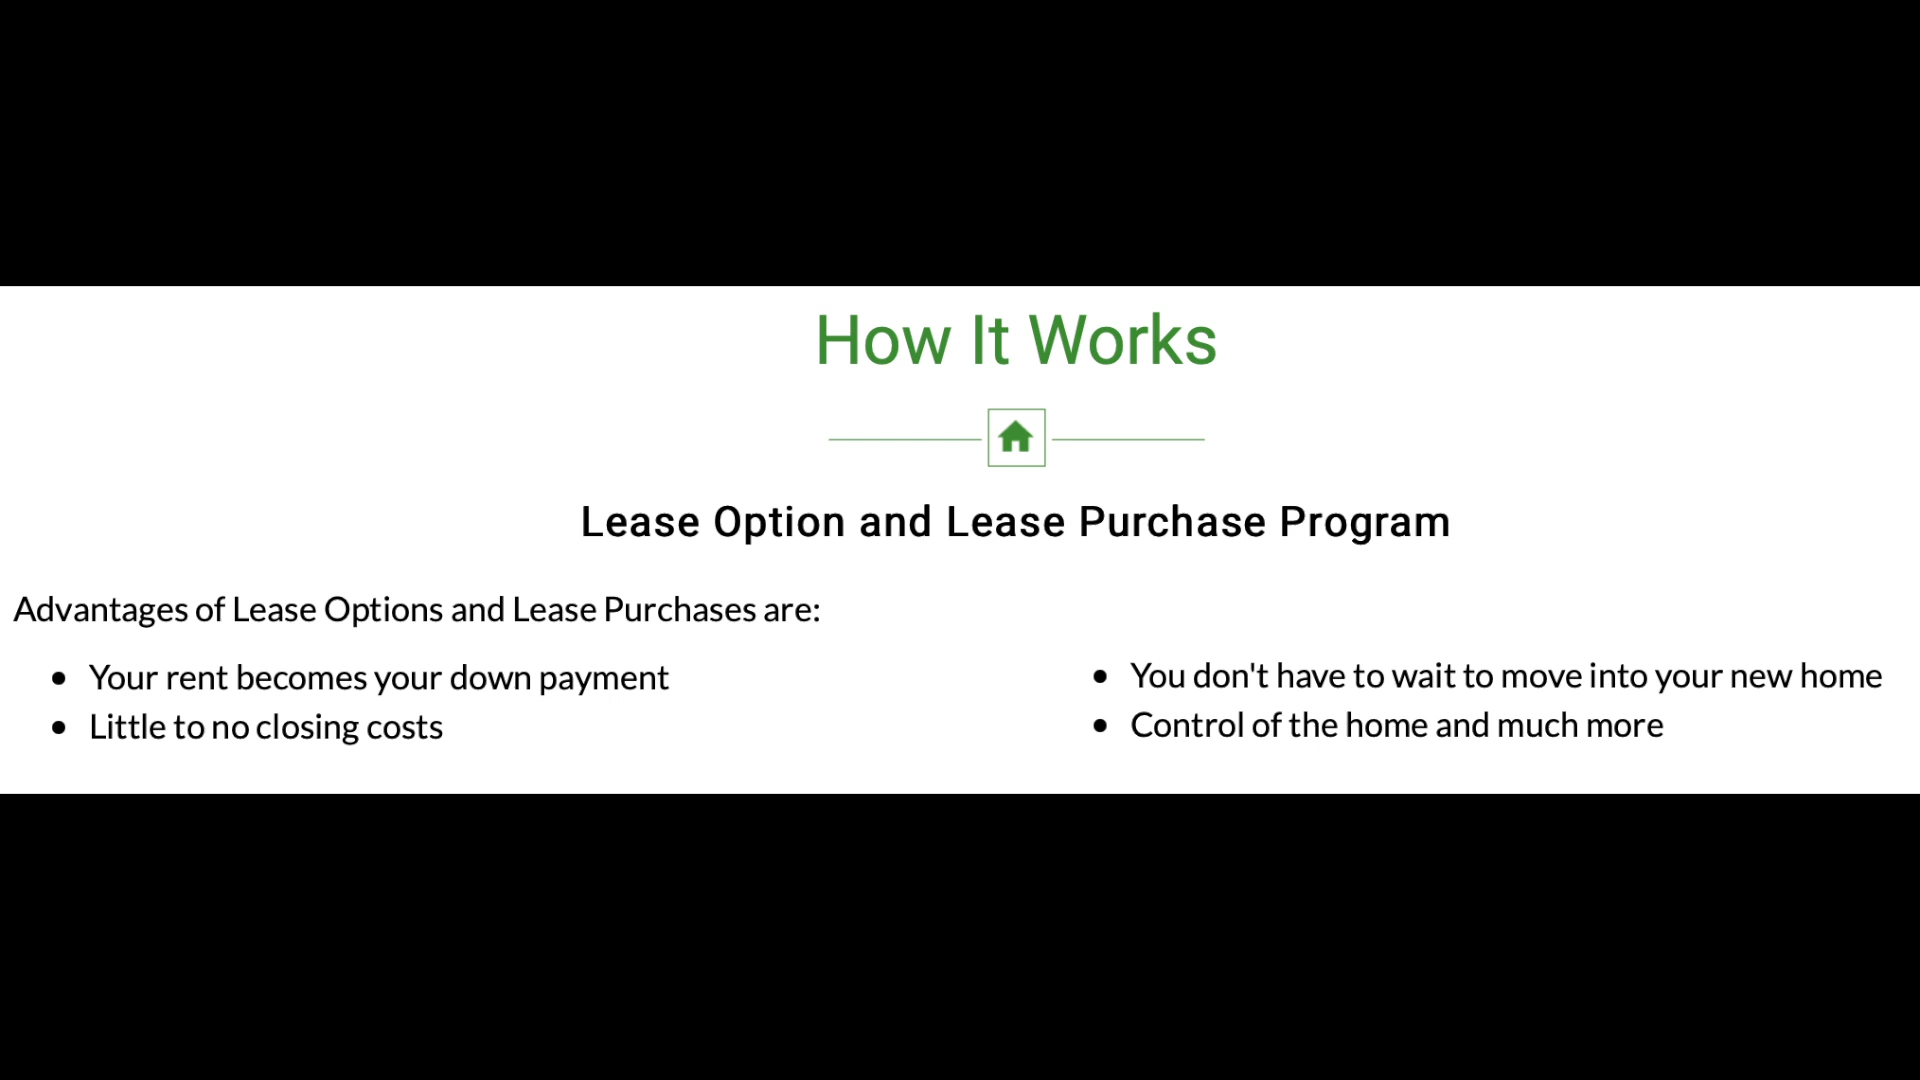 How It Works
Lease Option and Lease Purchase Program
Advantages of Lease Options and Lease Purchases are:
Your rent becomes your down payment
Little to no closing costs
You don't have to wait to move into your new home
Control of the home and much more